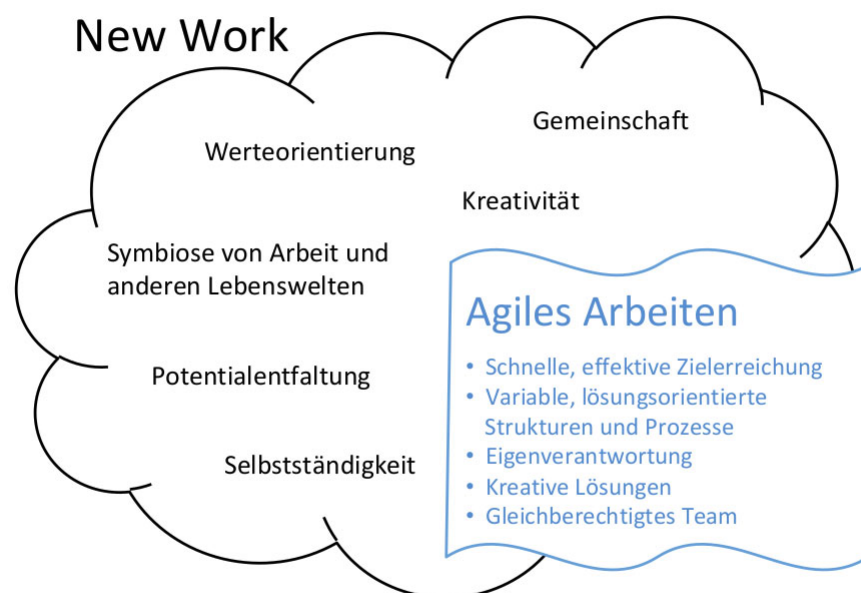 New Work
Gemeinschaft
Werteorientierung
Kreativität
Symbiose von Arbeit und
anderen Lebenswelten
Agiles Arbeiten
• Schnelle, effektive Zielerreichung
• Variable, lösungsorientierte
Strukturen und Prozesse
• Eigenverantwortung
• Kreative Lösungen
• Gleichberechtigtes Team
Potentialentfaltung
Selbstständigkeit